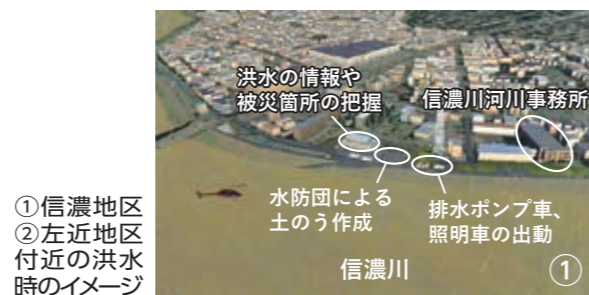 洪水の情報や
被災箇所の把握
信濃川河川事務所
水防団による
土のう作成
排水ポンプ車、
照明車の出動
信濃川
①
①信濃地区
②左近地区
付近の洪水
時のイメージ